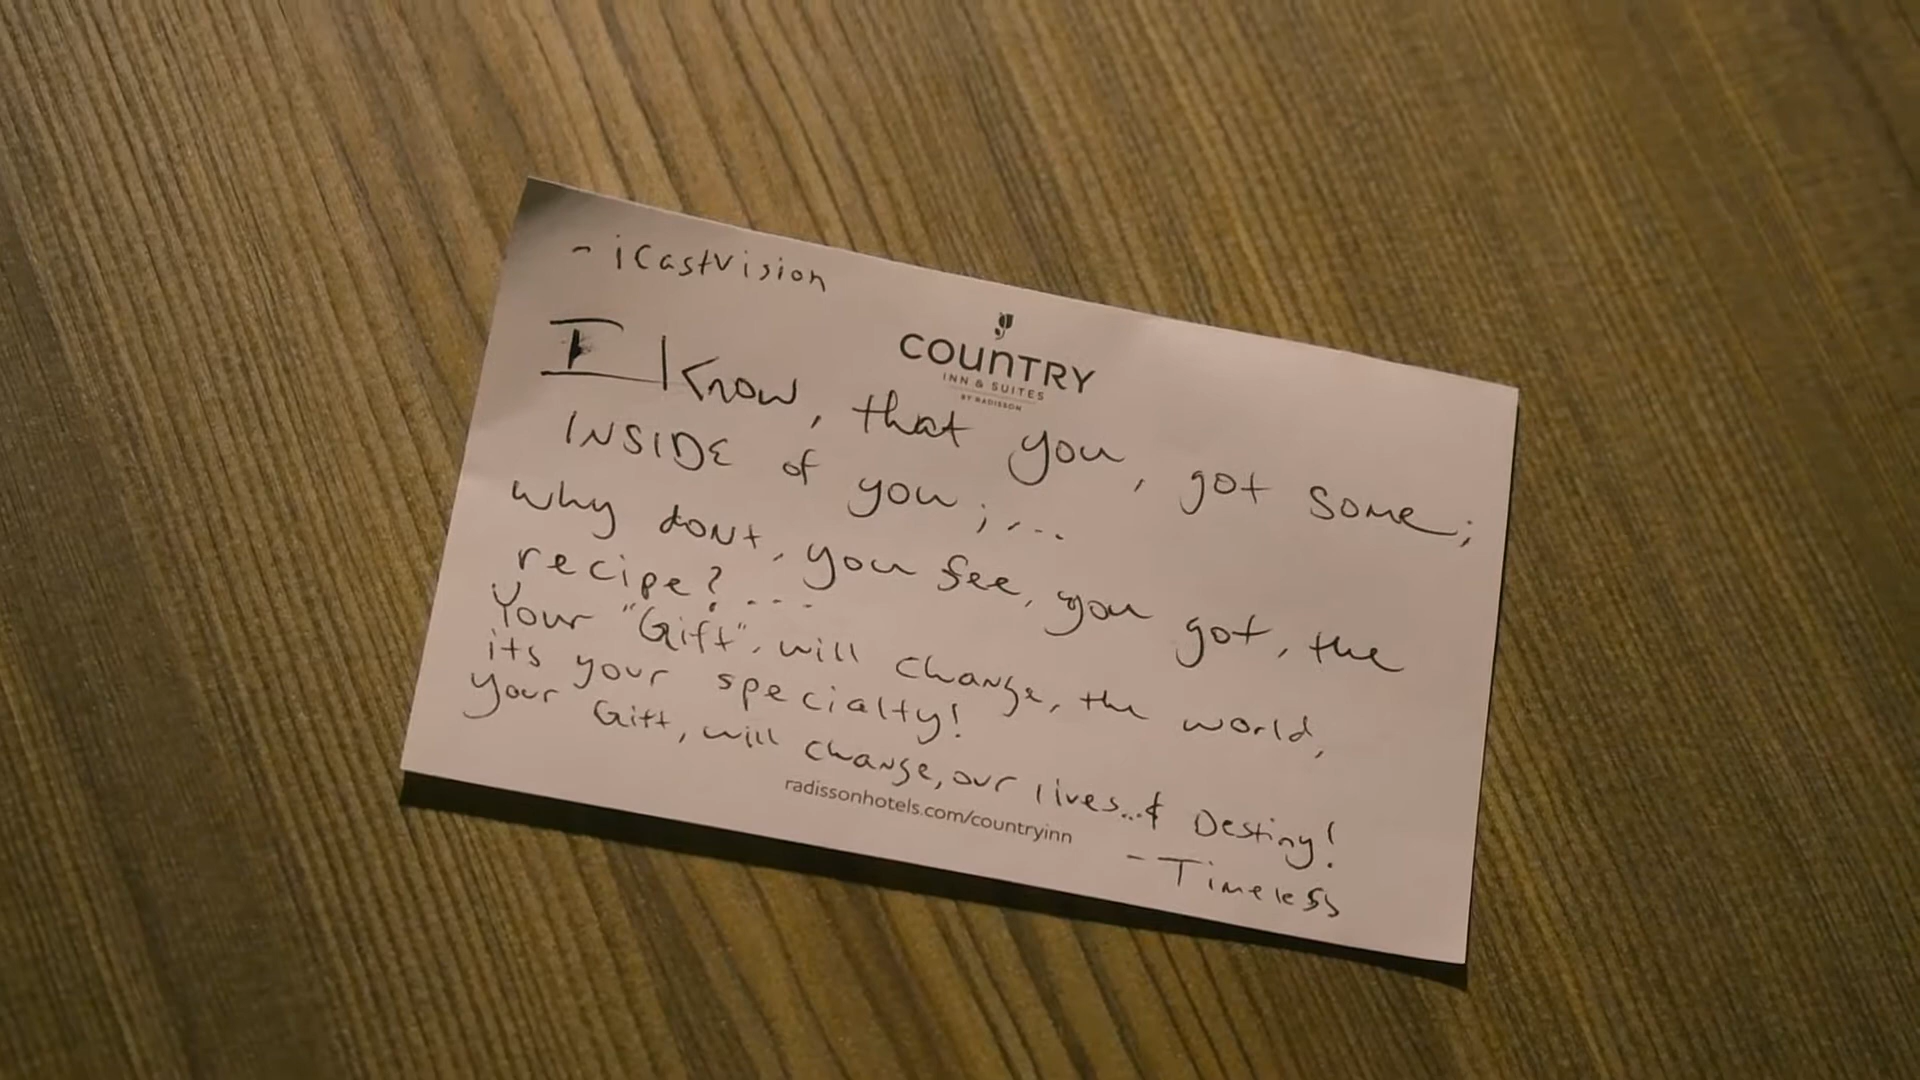 - iCastVision
COUNTRY
INN & SUITES
BY RADISSON
I Know, that you, got some;
INSIDE of you;...
why dont, you see, you got, the
recipe?...
Your "Gift", will change, the world,
its your specialty!
your Gift, will change, our lives...& Destiny!
radissonhotels.com/countryinn
- Timeless